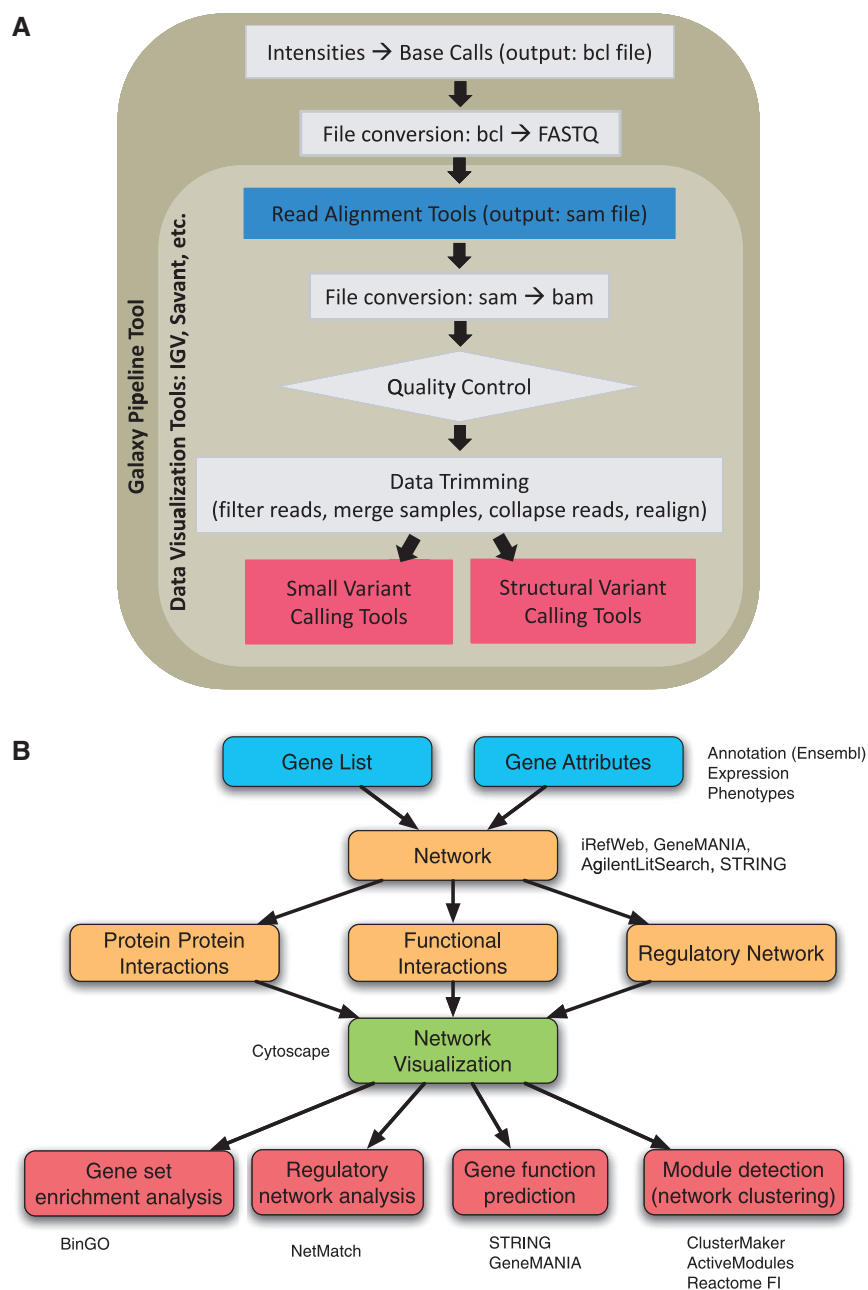 A
Intensities → Base Calls (output: bcl file)
File conversion: bcl → FASTQ
Read Alignment Tools (output: sam file)
File conversion: sam → bam
Quality Control
Data Trimming
(filter reads, merge samples, collapse reads, realign)
Small Variant
Calling Tools
Structural Variant
Calling Tools
Galaxy Pipeline Tool
Data Visualization Tools: IGV, Savant, etc.
B
Gene List
Gene Attributes
Annotation (Ensembl)
Expression
Phenotypes
Network
iRefWeb, GeneMANIA,
AgilentLitSearch, STRING
Protein Protein
Interactions
Functional
Interactions
Regulatory Network
Cytoscape
Network
Visualization
Gene set
enrichment analysis
Regulatory
network analysis
Gene function
prediction
Module detection
(network clustering)
BinGO
NetMatch
STRING
GeneMANIA
ClusterMaker
ActiveModules
Reactome FI